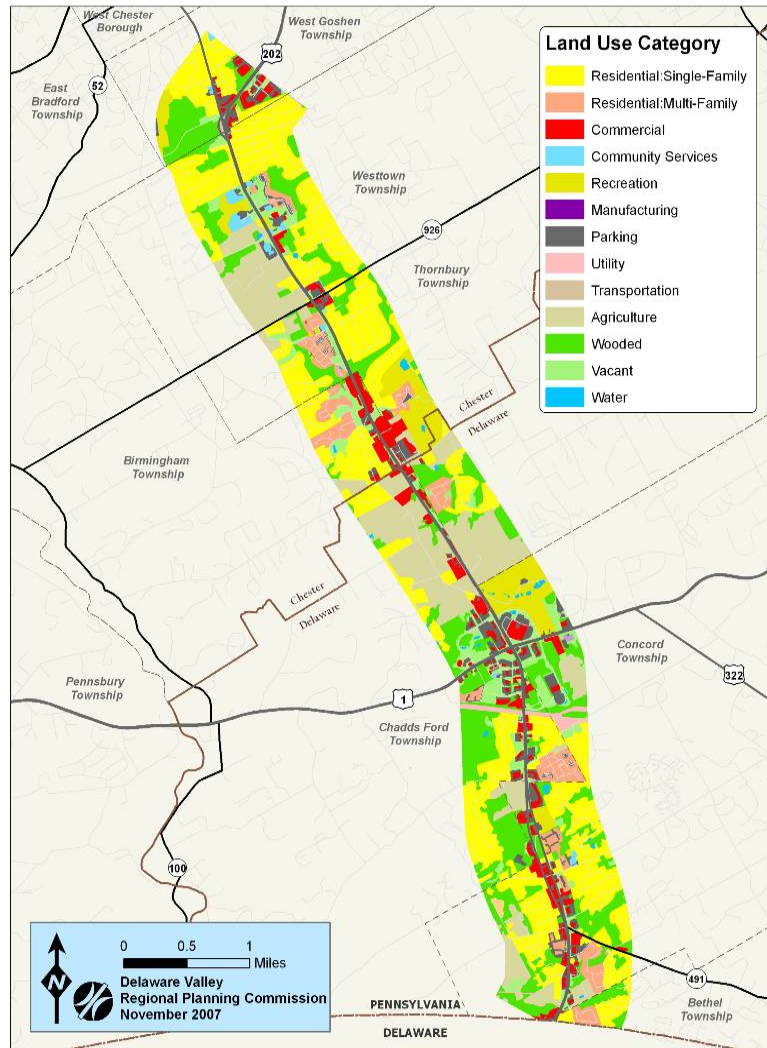 West Chester
Borough
West Goshen
Township
202
52
East
Bradford
Township
Westtown
Township
926
Thornbury
Township
Chester
Delaware
Birmingham
Township
Chester
Delaware
Concord
Township
Pennsbury
Township
1
322
Chadds Ford
Township
100
491
Bethel
Township
PENNSYLVANIA
DELAWARE
Land Use Category
Residential:Single-Family
Residential:Multi-Family
Commercial
Community Services
Recreation
Manufacturing
Parking
Utility
Transportation
Agriculture
Wooded
Vacant
Water
N
0 0.5 1
Miles
Delaware Valley
Regional Planning Commission
November 2007